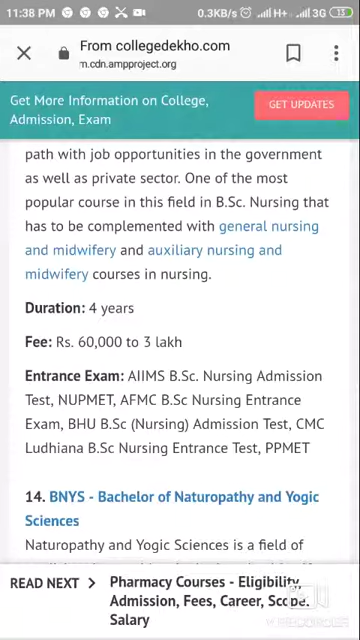 11:38 PM 0.3KB/s H+ 3G 15
From collegedekho.com
m.cdn.ampproject.org
Get More Information on College,
Admission, Exam
GET UPDATES
path with job opportunities in the government
as well as private sector. One of the most
popular course in this field in B.Sc. Nursing that
has to be complemented with general nursing
and midwifery and auxiliary nursing and
midwifery courses in nursing.
Duration: 4 years
Fee: Rs. 60,000 to 3 lakh
Entrance Exam: AIIMS B.Sc. Nursing Admission
Test, NUPMET, AFMC B.Sc Nursing Entrance
Exam, BHU B.Sc (Nursing) Admission Test, CMC
Ludhiana B.Sc Nursing Entrance Test, PPMET
14. BNYS - Bachelor of Naturopathy and Yogic
Sciences
Naturopathy and Yogic Sciences is a field of
READ NEXT > Pharmacy Courses - Eligibility,
Admission, Fees, Career, Scope,
Salary
RECORDER